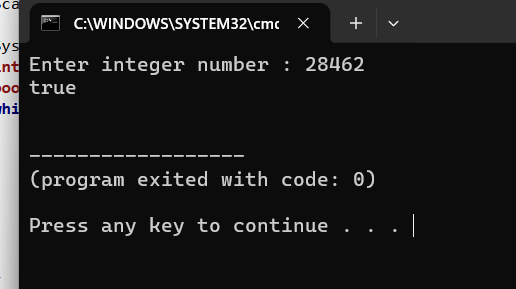 C:\WINDOWS\SYSTEM32\cmd
Enter integer number : 28462
true
------------------
(program exited with code: 0)
Press any key to continue . . .